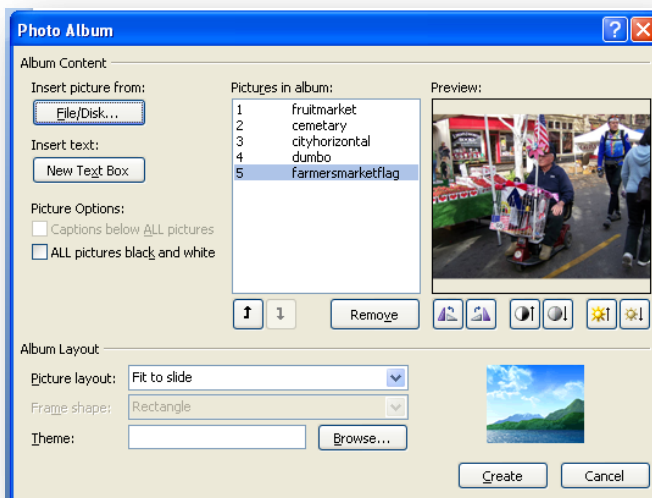 Photo Album
Album Content
Insert picture from:
File/Disk...
Insert text:
New Text Box
Picture Options:
Captions below ALL pictures
ALL pictures black and white
Pictures in album:
1 fruitmarket
2 cemetary
3 cityhorizontal
4 dumbo
5 farmersmarketflag
Remove
Preview:
Album Layout
Picture layout: Fit to slide
Frame shape: Rectangle
Theme:
Browse...
Create
Cancel